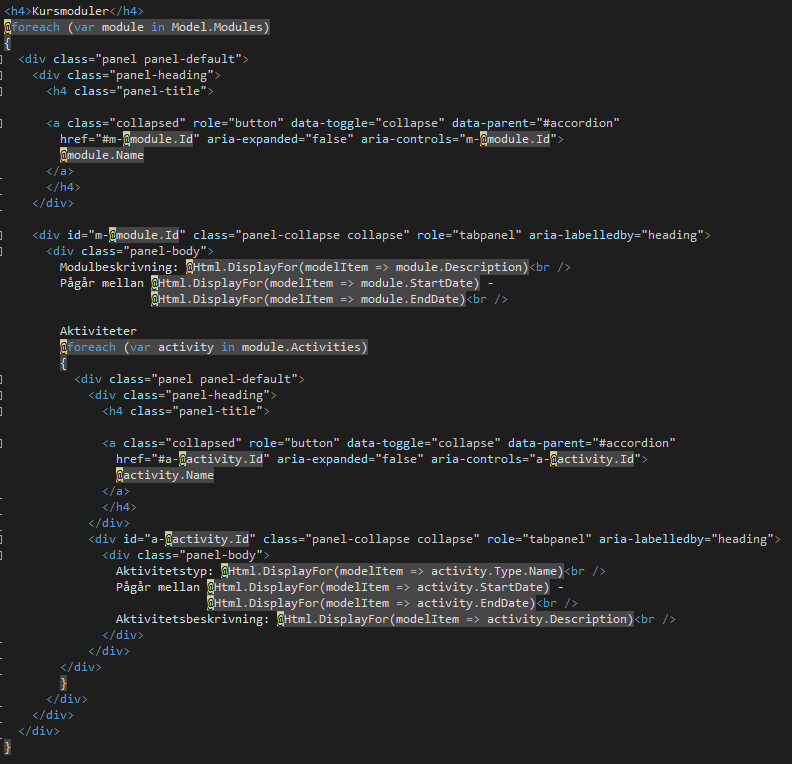 <h4>Kursmoduler</h4>
@foreach (var module in Model.Modules)
{
<div class="panel panel-default">
<div class="panel-heading">
<h4 class="panel-title">
<a class="collapsed" role="button" data-toggle="collapse" data-parent="#accordion"
href="#m-@module.Id" aria-expanded="false" aria-controls="m-@module.Id">
@module.Name
</a>
</h4>
</div>
<div id="m-@module.Id" class="panel-collapse collapse" role="tabpanel" aria-labelledby="heading">
<div class="panel-body">
Modulbeskrivning: @Html.DisplayFor(modelItem => module.Description)<br />
Pågår mellan @Html.DisplayFor(modelItem => module.StartDate) -
@Html.DisplayFor(modelItem => module.EndDate)<br />
Aktiviteter
@foreach (var activity in module.Activities)
{
<div class="panel panel-default">
<div class="panel-heading">
<h4 class="panel-title">
<a class="collapsed" role="button" data-toggle="collapse" data-parent="#accordion"
href="#a-@activity.Id" aria-expanded="false" aria-controls="a-@activity.Id">
@activity.Name
</a>
</h4>
</div>
<div id="a-@activity.Id" class="panel-collapse collapse" role="tabpanel" aria-labelledby="heading">
<div class="panel-body">
Aktivitetstyp: @Html.DisplayFor(modelItem => activity.Type.Name)<br />
Pågår mellan @Html.DisplayFor(modelItem => activity.StartDate) -
@Html.DisplayFor(modelItem => activity.EndDate)<br />
Aktivitetsbeskrivning: @Html.DisplayFor(modelItem => activity.Description)<br />
</div>
</div>
</div>
}
</div>
</div>
</div>
}